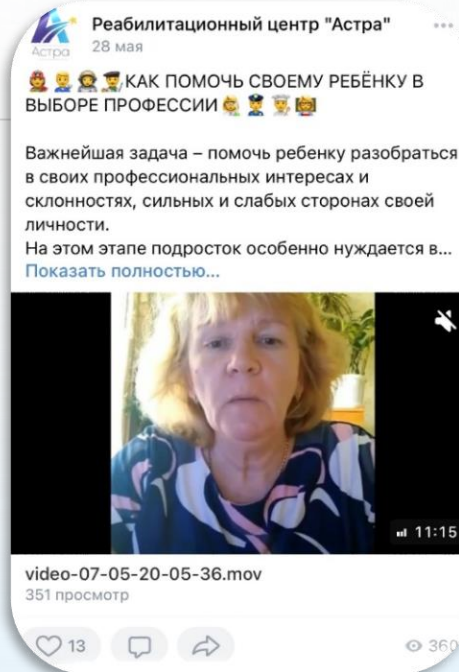 Реабилитационный центр "Астра"
Астра
28 мая
КАК ПОМОЧЬ СВОЕМУ РЕБЁНКУ В
ВЫБОРЕ ПРОФЕССИИ
Важнейшая задача – помочь ребенку разобраться
в своих профессиональных интересах и
склонностях, сильных и слабых сторонах своей
личности.
На этом этапе подросток особенно нуждается в...
Показать полностью...
11:15
video-07-05-20-05-36.mov
351 просмотр
13
360